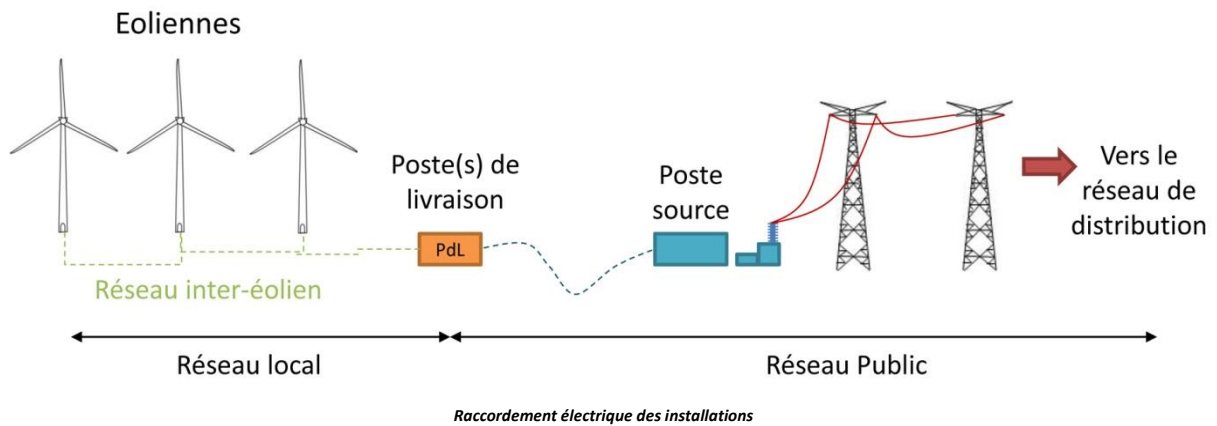 Eoliennes
Poste(s) de
livraison
PdL
Poste
source
Vers le
réseau de
distribution
Réseau inter-éolien
Réseau local
Réseau Public
Raccordement électrique des installations